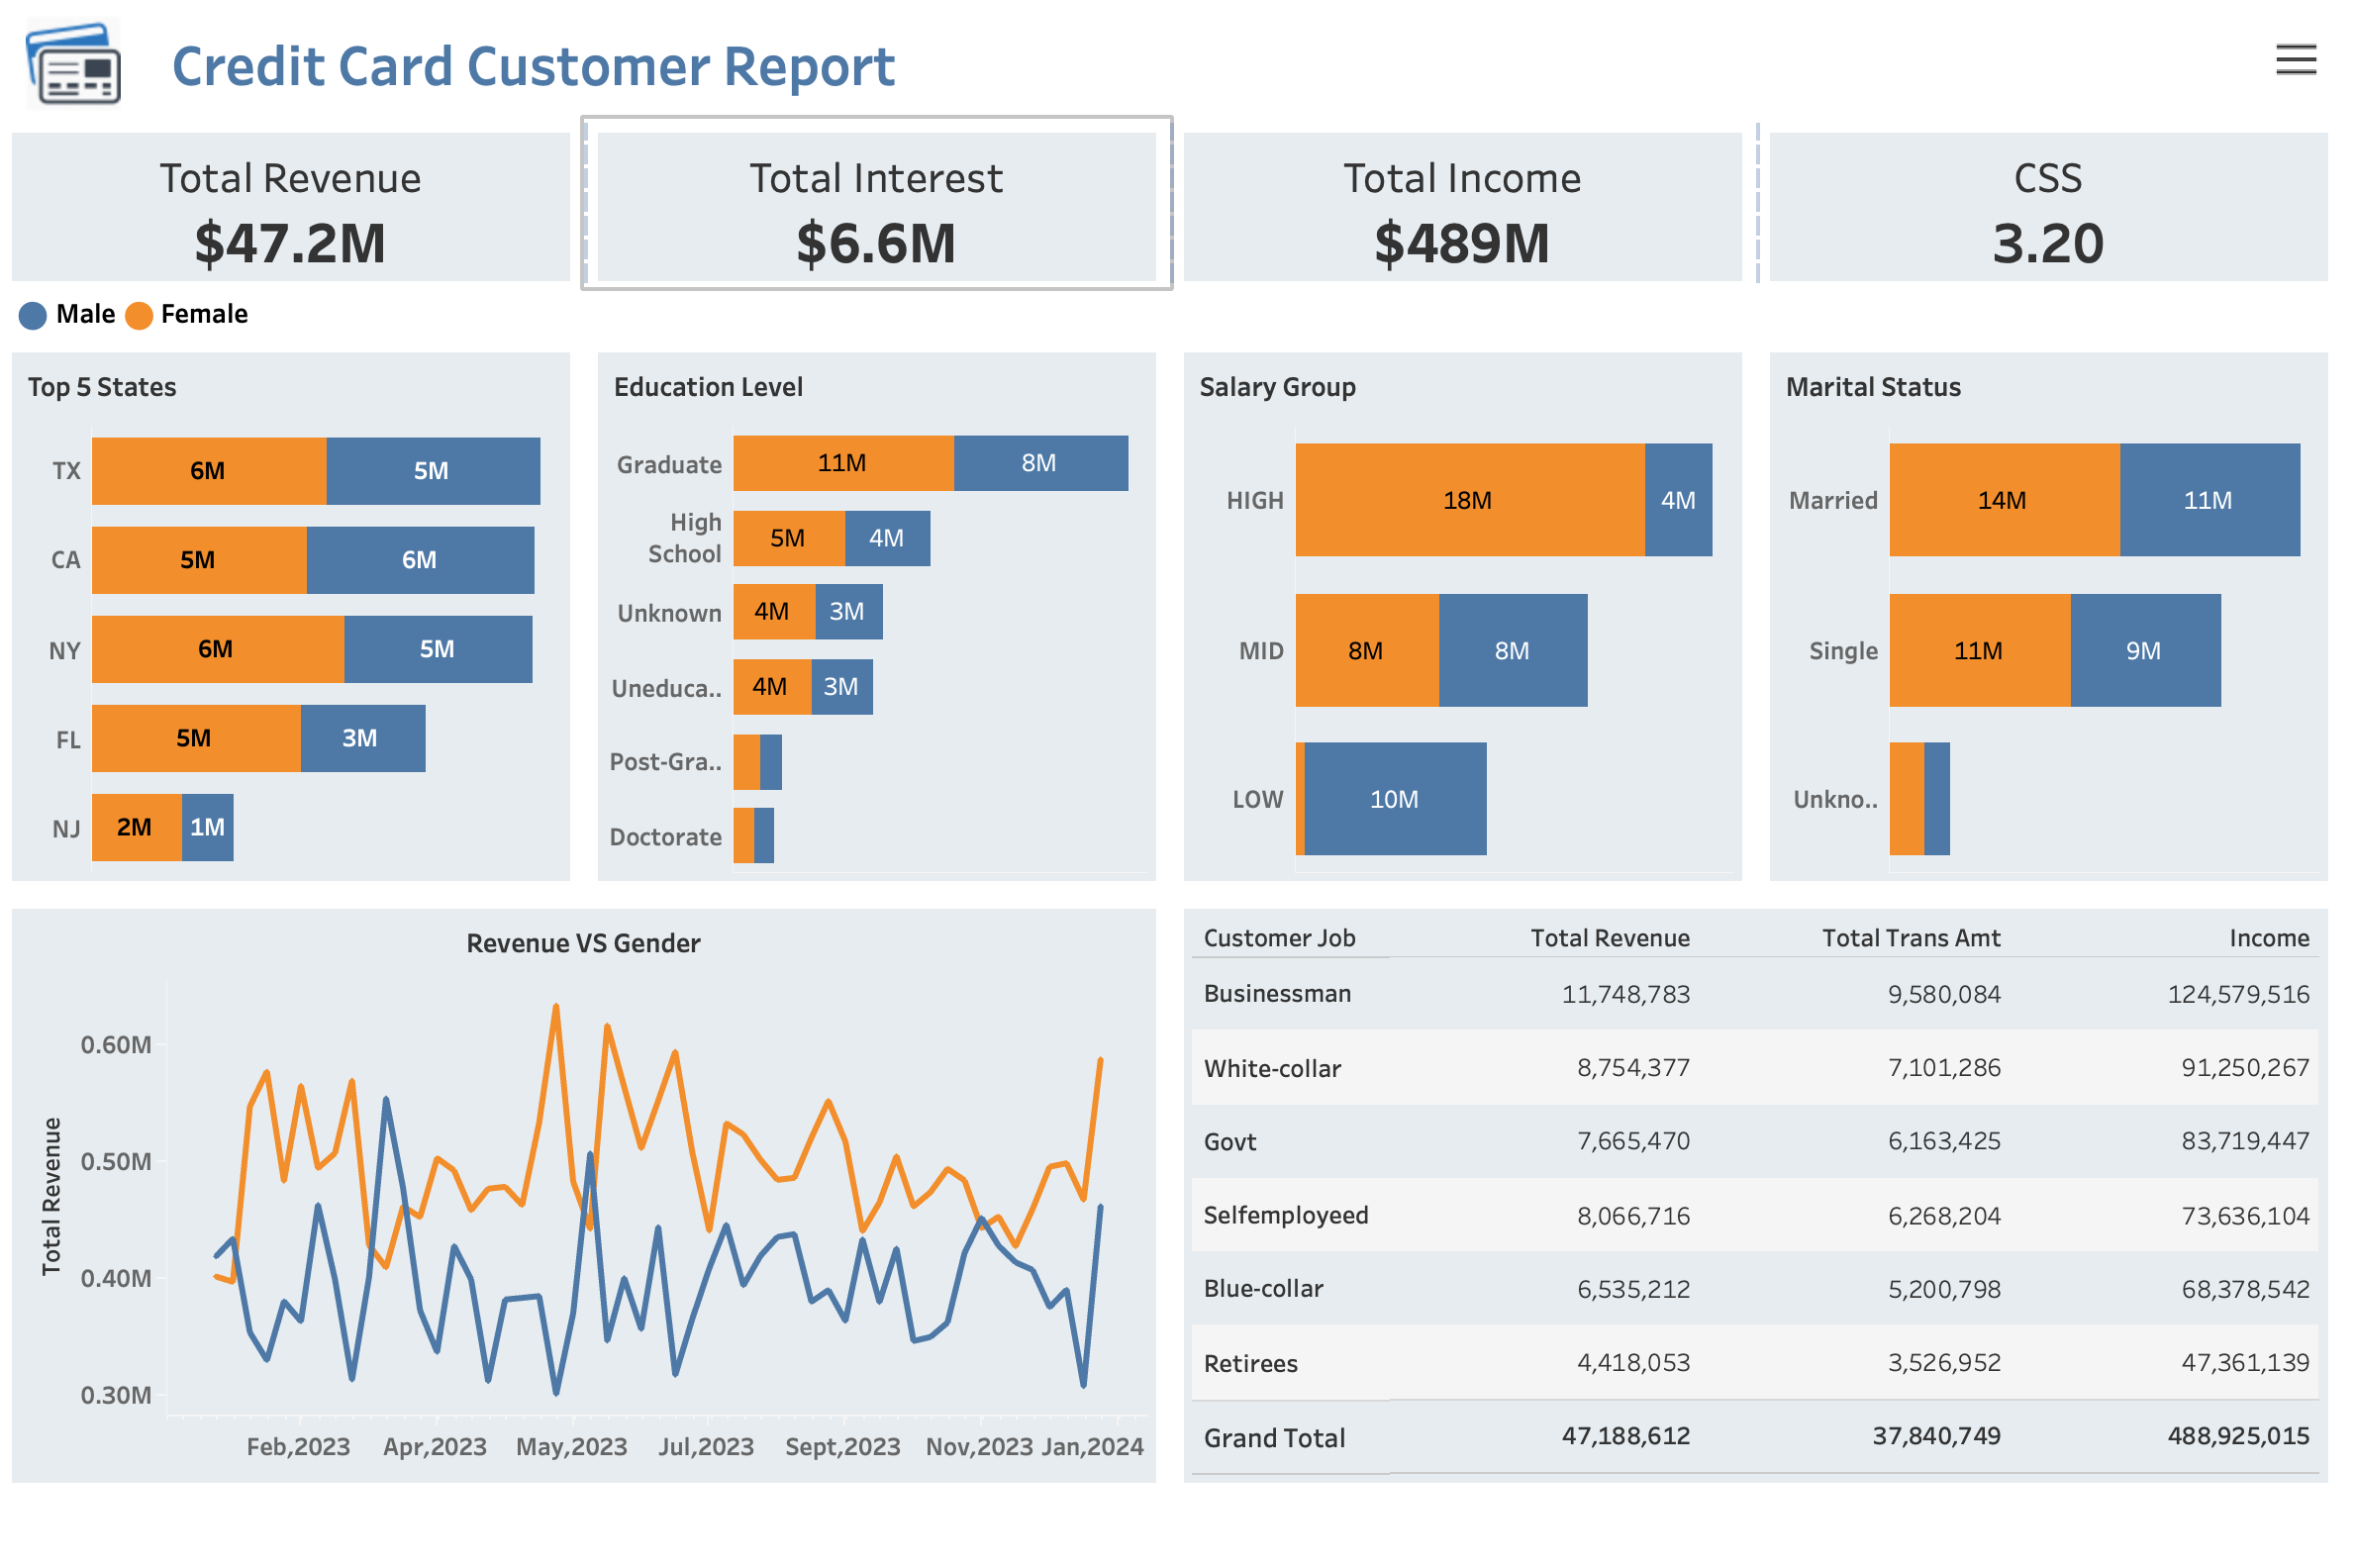 Credit Card Customer Report
Total Revenue
$47.2M
Total Interest
$6.6M
Total Income
$489M
CSS
3.20
Male Female
Top 5 States
TX 6M 5M
CA 5M 6M
NY 6M 5M
FL 5M 3M
NJ 2M 1M
Education Level
Graduate 11M 8M
High
School 5M 4M
Unknown 4M 3M
Uneduca.. 4M 3M
Post-Gra..
Doctorate
Salary Group
HIGH 18M 4M
MID 8M 8M
LOW 10M
Marital Status
Married 14M 11M
Single 11M 9M
Unkno..
Revenue VS Gender
Total Revenue
0.60M
0.50M
0.40M
0.30M
Feb,2023 Apr,2023 May,2023 Jul,2023 Sept,2023 Nov,2023 Jan,2024
Customer Job Total Revenue Total Trans Amt Income
Businessman 11,748,783 9,580,084 124,579,516
White-collar 8,754,377 7,101,286 91,250,267
Govt 7,665,470 6,163,425 83,719,447
Selfemployeed 8,066,716 6,268,204 73,636,104
Blue-collar 6,535,212 5,200,798 68,378,542
Retirees 4,418,053 3,526,952 47,361,139
Grand Total 47,188,612 37,840,749 488,925,015